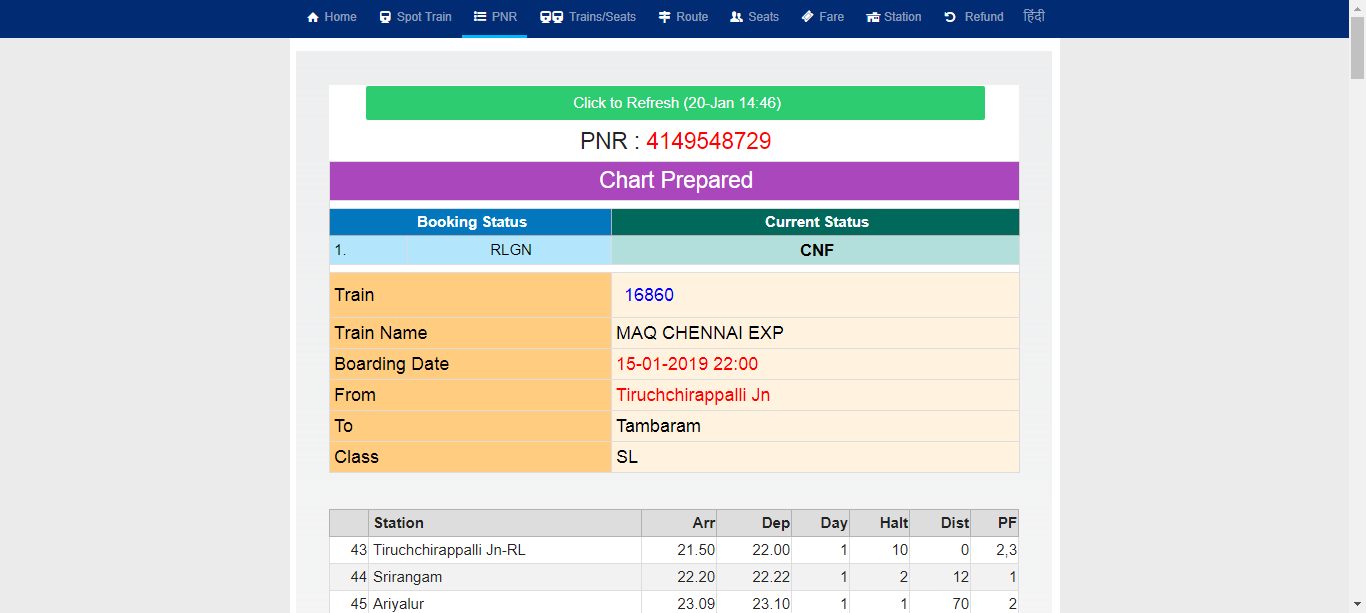 Home Spot Train PNR Trains/Seats Route Seats Fare Station Refund हिंदी
Click to Refresh (20-Jan 14:46)
PNR : 4149548729
Chart Prepared
Booking Status Current Status
1. RLGN CNF
Train 16860
Train Name MAQ CHENNAI EXP
Boarding Date 15-01-2019 22:00
From Tiruchchirappalli Jn
To Tambaram
Class SL
Station Arr Dep Day Halt Dist PF
43 Tiruchchirappalli Jn-RL 21.50 22.00 1 10 0 2,3
44 Srirangam 22.20 22.22 1 2 12 1
45 Ariyalur 23.09 23.10 1 1 70 2